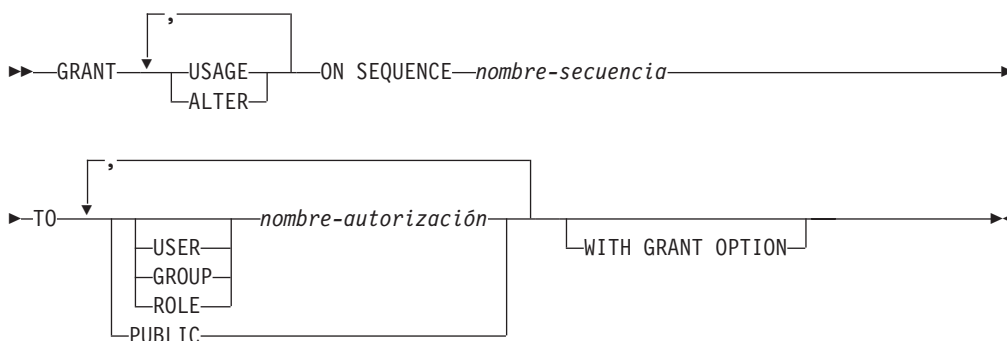 ,
GRANT USAGE ON SEQUENCE nombre-secuencia
ALTER
,
TO nombre-autorización
USER WITH GRANT OPTION
GROUP
ROLE
PUBLIC